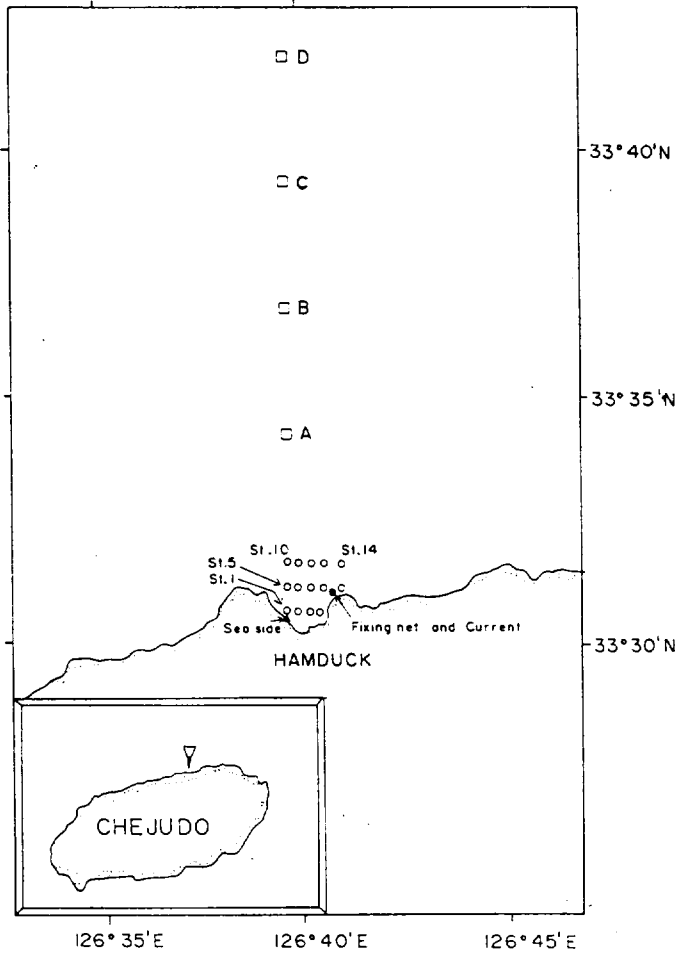 D
33°40'N
C
B
33°35'N
A
St.10 St.14
St.5
St.1
Sea side
Fixing net and Current
33°30'N
HAMDUCK
CHEJUDO
126°35'E 126°40'E 126°45'E